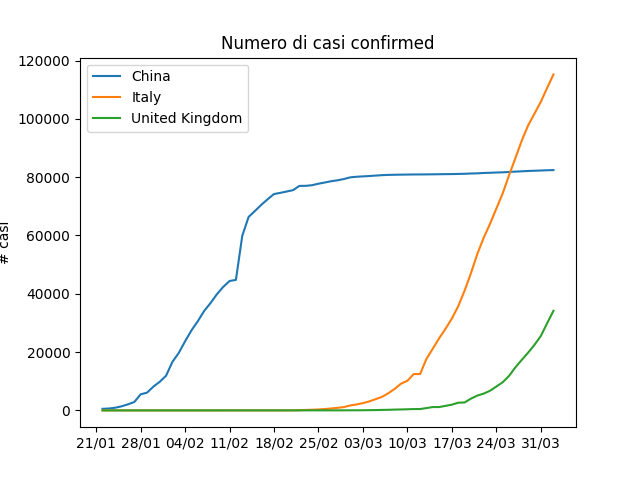 Numero di casi confirmed
# casi
120000
100000
80000
60000
40000
20000
0
China
Italy
United Kingdom
21/01 28/01 04/02 11/02 18/02 25/02 03/03 10/03 17/03 24/03 31/03